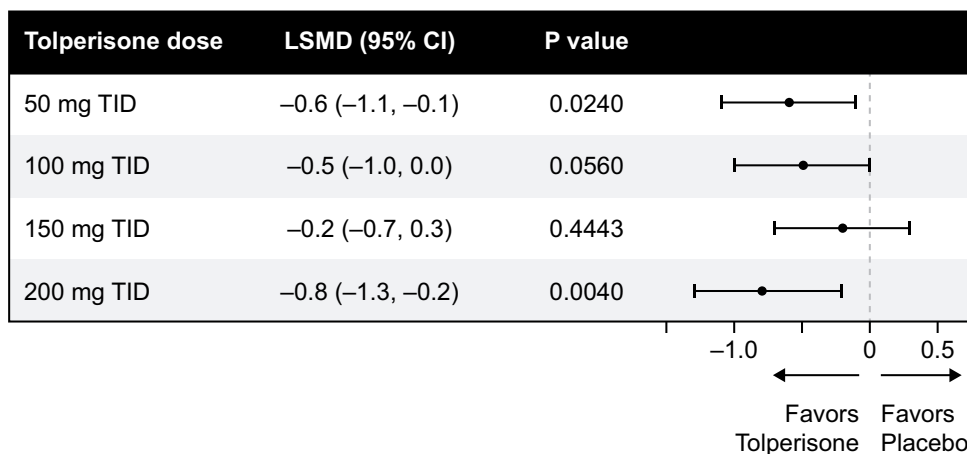 Tolperisone dose LSMD (95% CI) P value
50 mg TID –0.6 (–1.1, –0.1) 0.0240
100 mg TID –0.5 (–1.0, 0.0) 0.0560
150 mg TID –0.2 (–0.7, 0.3) 0.4443
200 mg TID –0.8 (–1.3, –0.2) 0.0040
–1.0 0 0.5
Favors Favors
Tolperisone Placebo